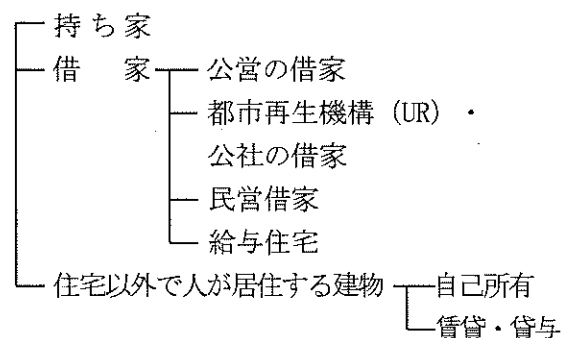 持ち家
借　家
公営の借家
都市再生機構（UR）・
公社の借家
民営借家
給与住宅
住宅以外で人が居住する建物
自己所有
賃貸・貸与